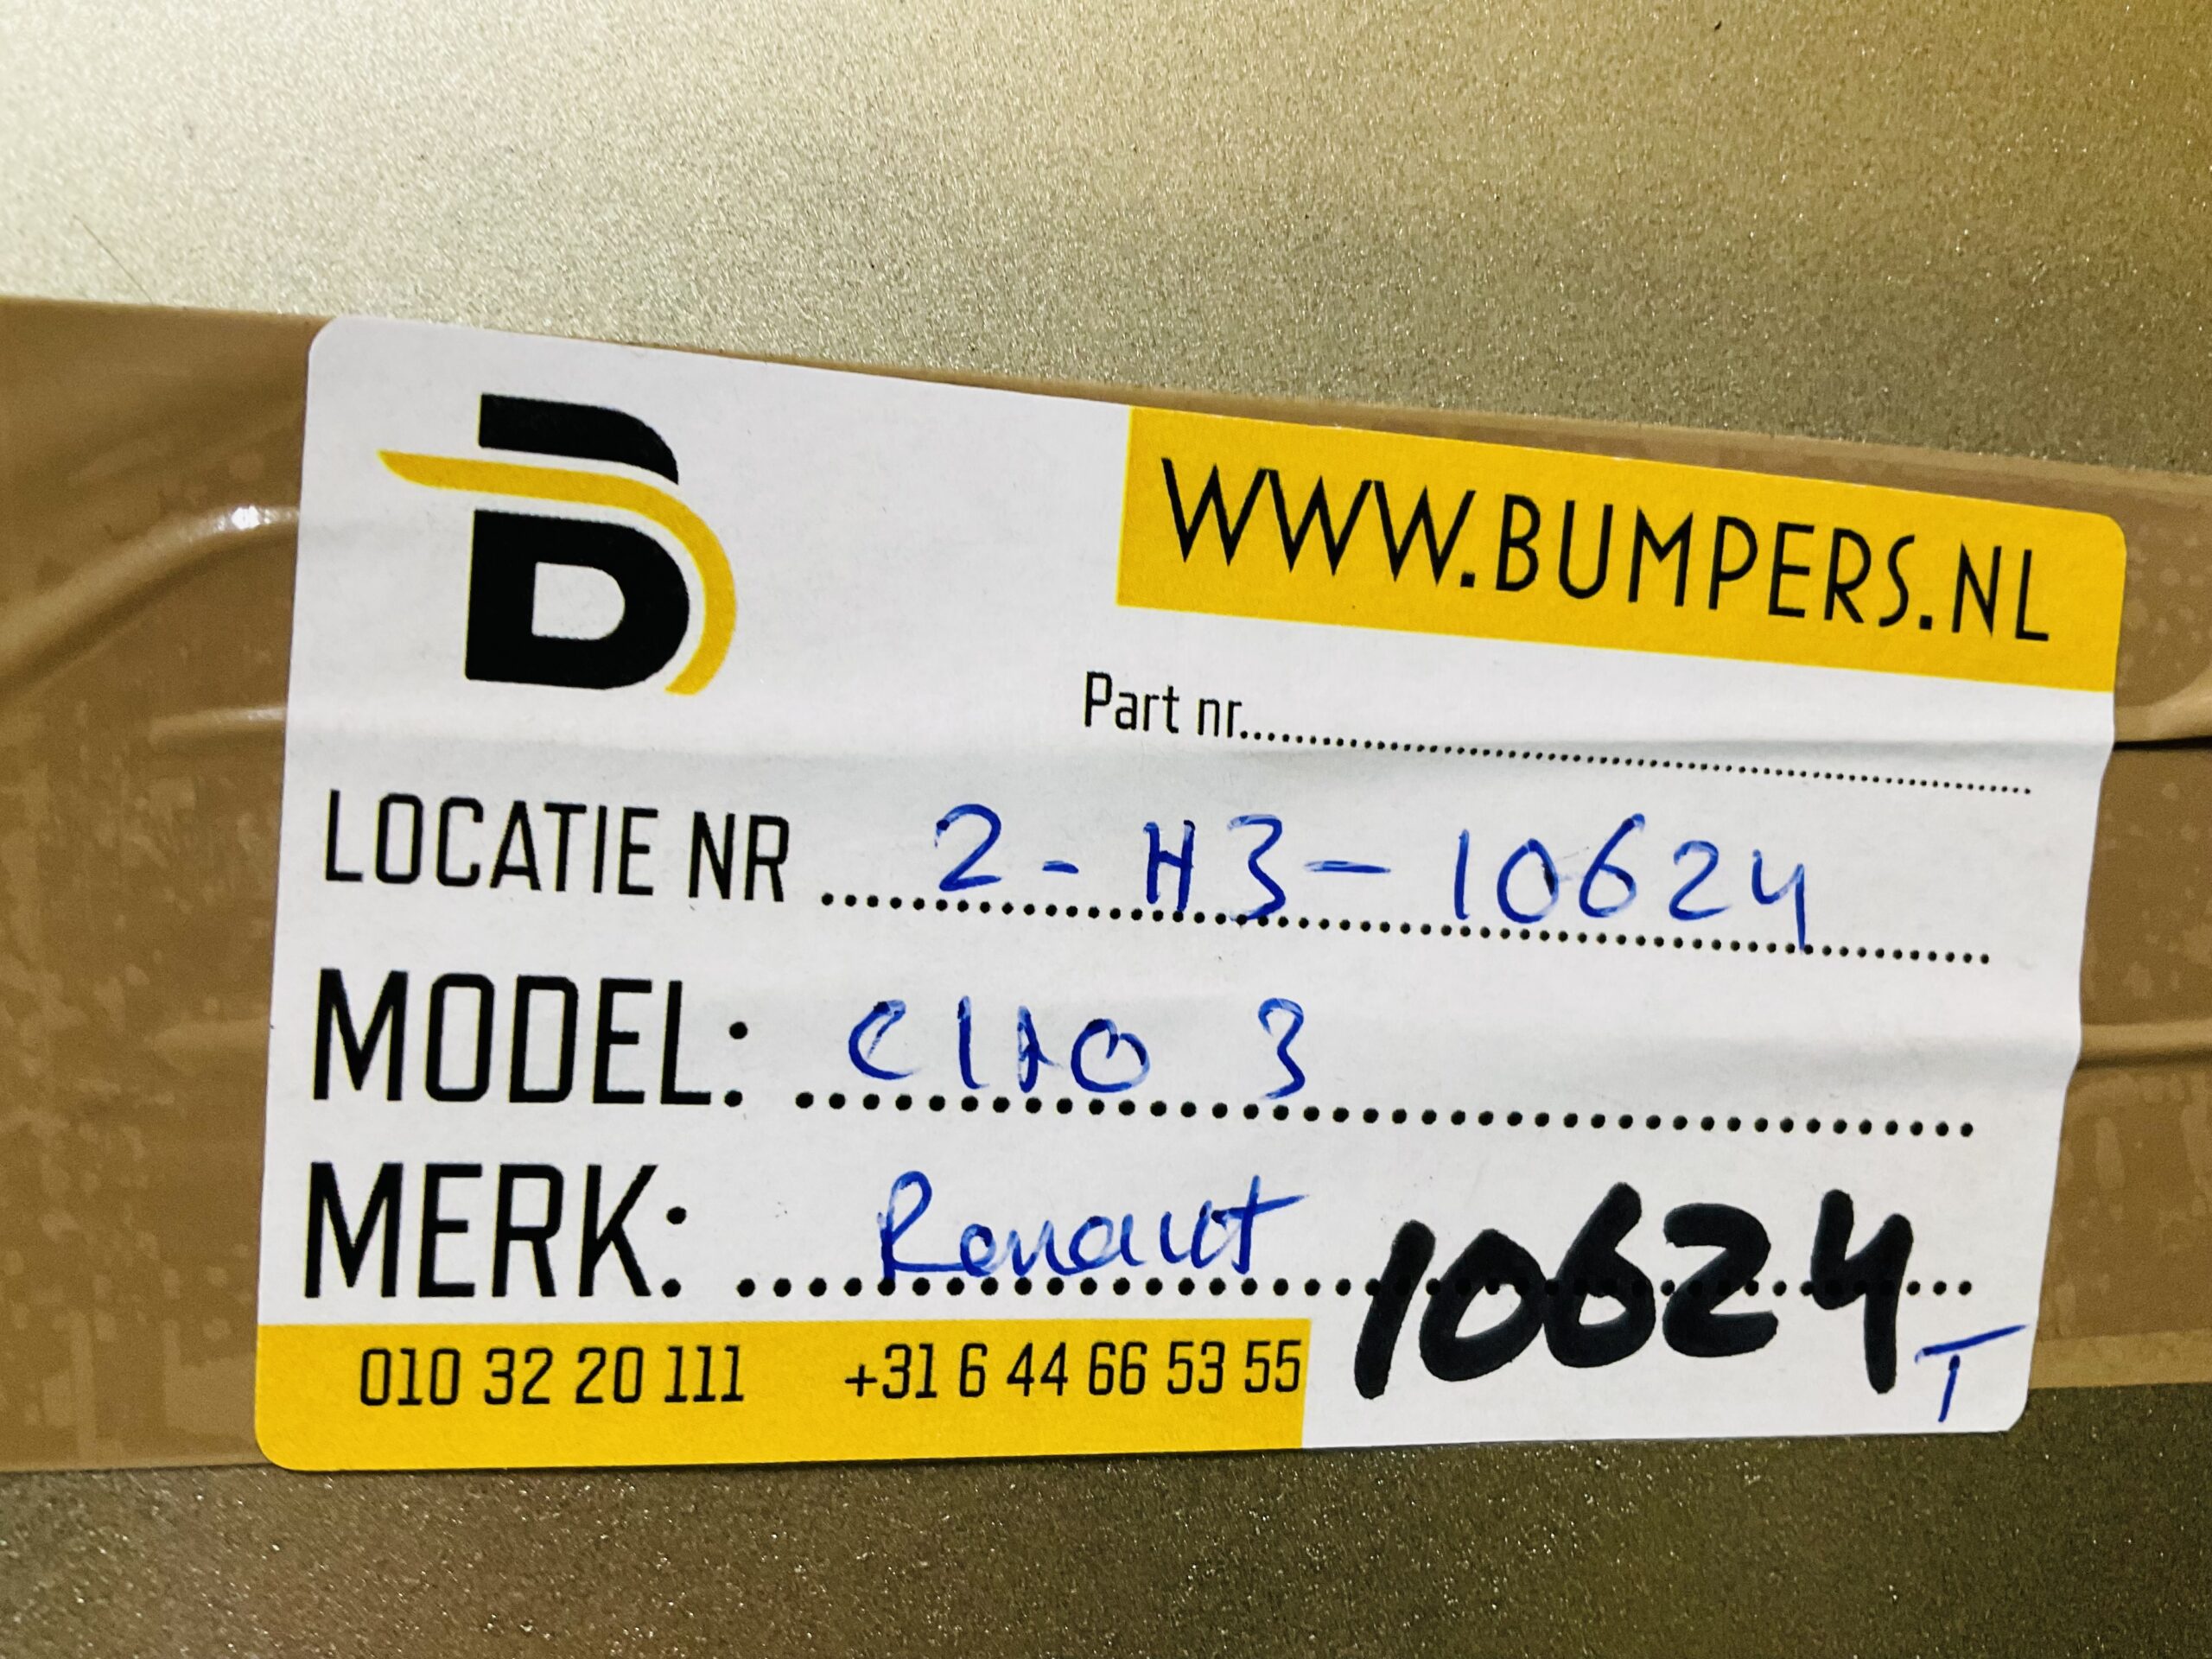 B
WWW.BUMPERS.NL
Part nr........................................
LOCATIE NR ........ 2 - H3 - 10624
MODEL: ........ Clio 3
MERK: ........ Renault
10624
T
010 32 20 111 +31 6 44 66 53 55